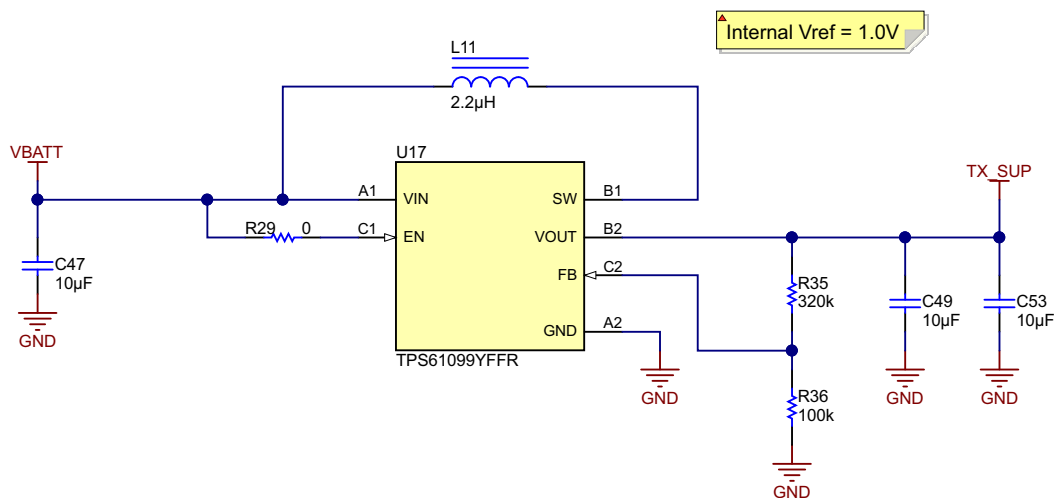 Internal Vref = 1.0V
L11
2.2µH
VBATT
U17
TX_SUP
A1
VIN
SW
B1
R29
0
C1
EN
VOUT
B2
C47
10µF
FB
C2
R35
320k
C49
10µF
C53
10µF
GND
GND
A2
TPS61099YFFR
GND
R36
100k
GND
GND
GND